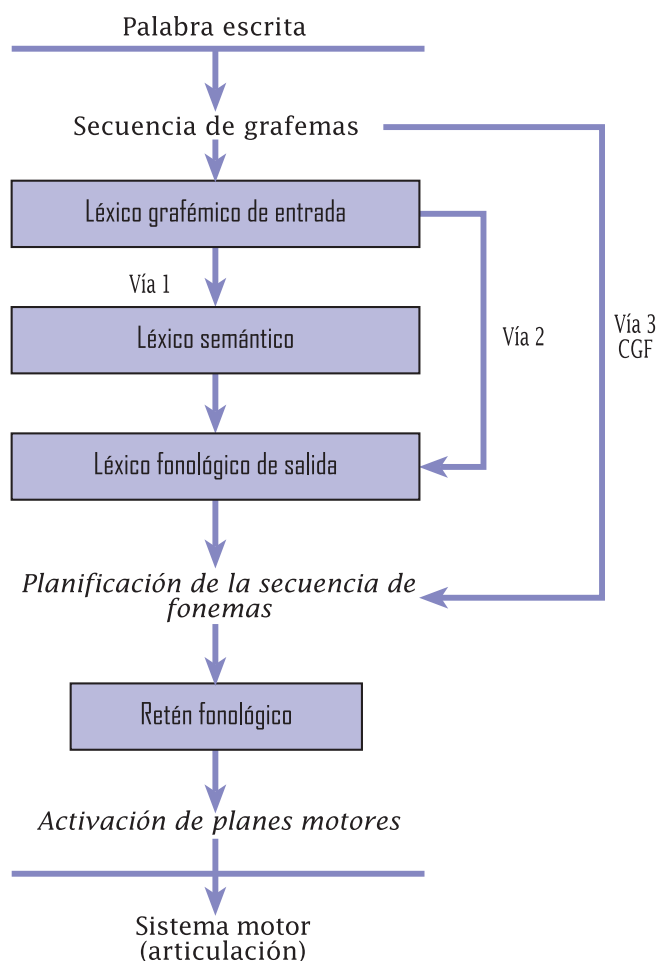 Palabra escrita
Secuencia de grafemas
Léxico grafémico de entrada
Vía 1
Léxico semántico
Vía 2
Vía 3
CGF
Léxico fonológico de salida
Planificación de la secuencia de
fonemas
Retén fonológico
Activación de planes motores
Sistema motor
(articulación)